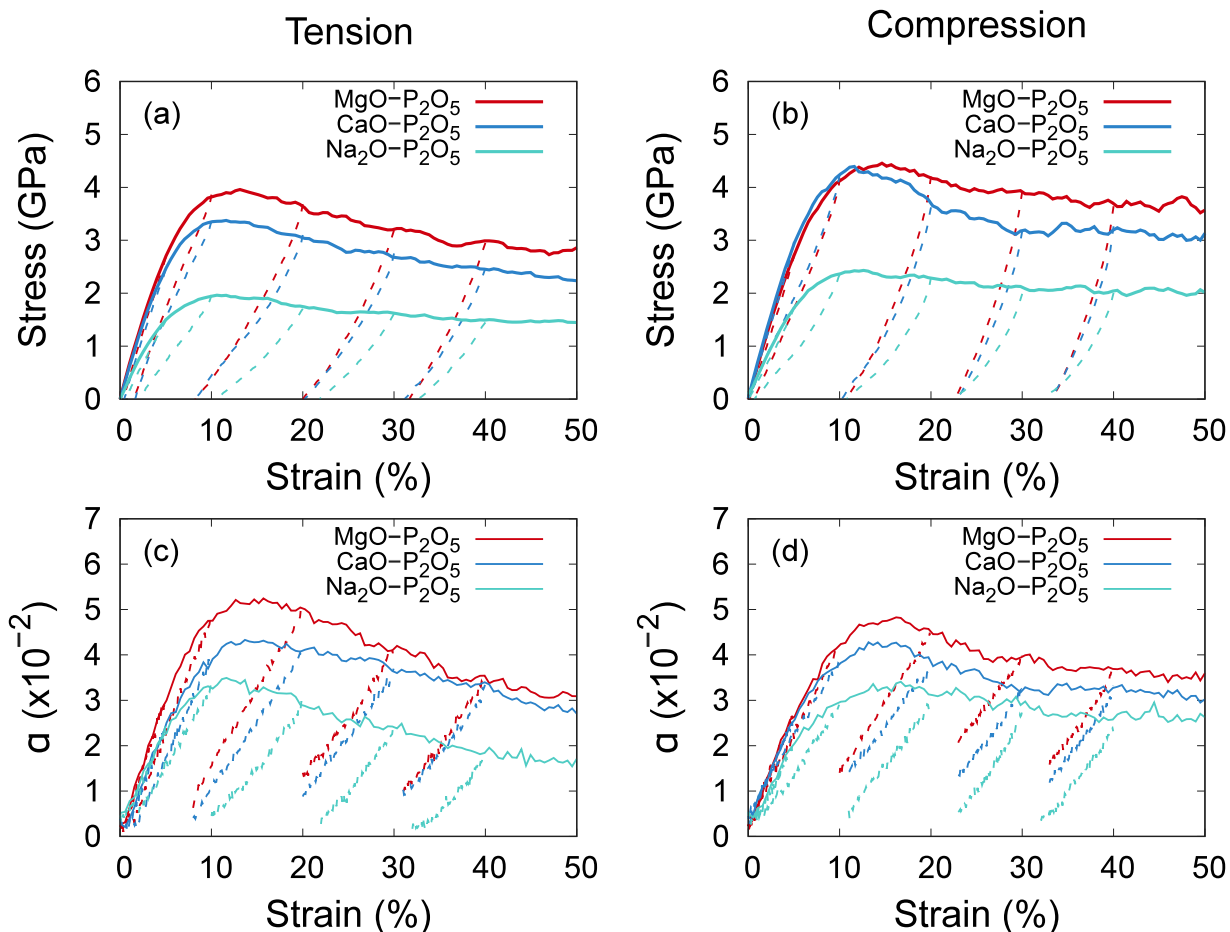 Tension
Compression
6
5
4
3
2
1
0
Stress (GPa)
(a)
MgO−P₂O₅
CaO−P₂O₅
Na₂O−P₂O₅
0 10 20 30 40 50
Strain (%)
6
5
4
3
2
1
0
Stress (GPa)
(b)
MgO−P₂O₅
CaO−P₂O₅
Na₂O−P₂O₅
0 10 20 30 40 50
Strain (%)
7
6
5
4
3
2
1
0
α (x10⁻²)
(c)
MgO−P₂O₅
CaO−P₂O₅
Na₂O−P₂O₅
0 10 20 30 40 50
Strain (%)
7
6
5
4
3
2
1
0
α (x10⁻²)
(d)
MgO−P₂O₅
CaO−P₂O₅
Na₂O−P₂O₅
0 10 20 30 40 50
Strain (%)